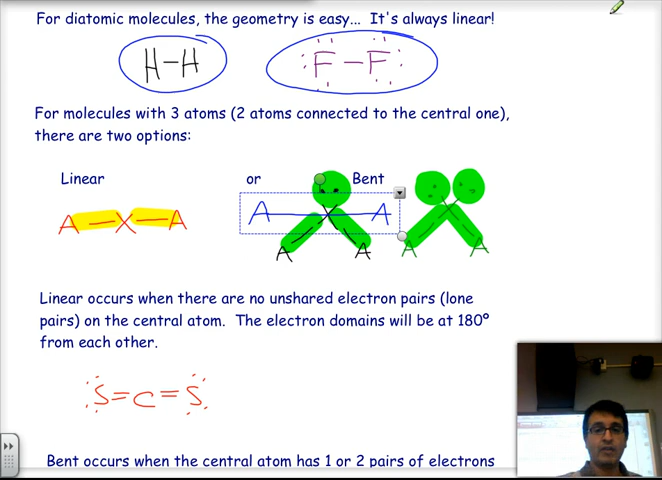 For diatomic molecules, the geometry is easy... It's always linear!
H–H :F–F:
For molecules with 3 atoms (2 atoms connected to the central one),
there are two options:
Linear or Bent
A–X–A A A
A A A A
Linear occurs when there are no unshared electron pairs (lone
pairs) on the central atom. The electron domains will be at 180º
from each other.
S=C=S
Bent occurs when the central atom has 1 or 2 pairs of electrons